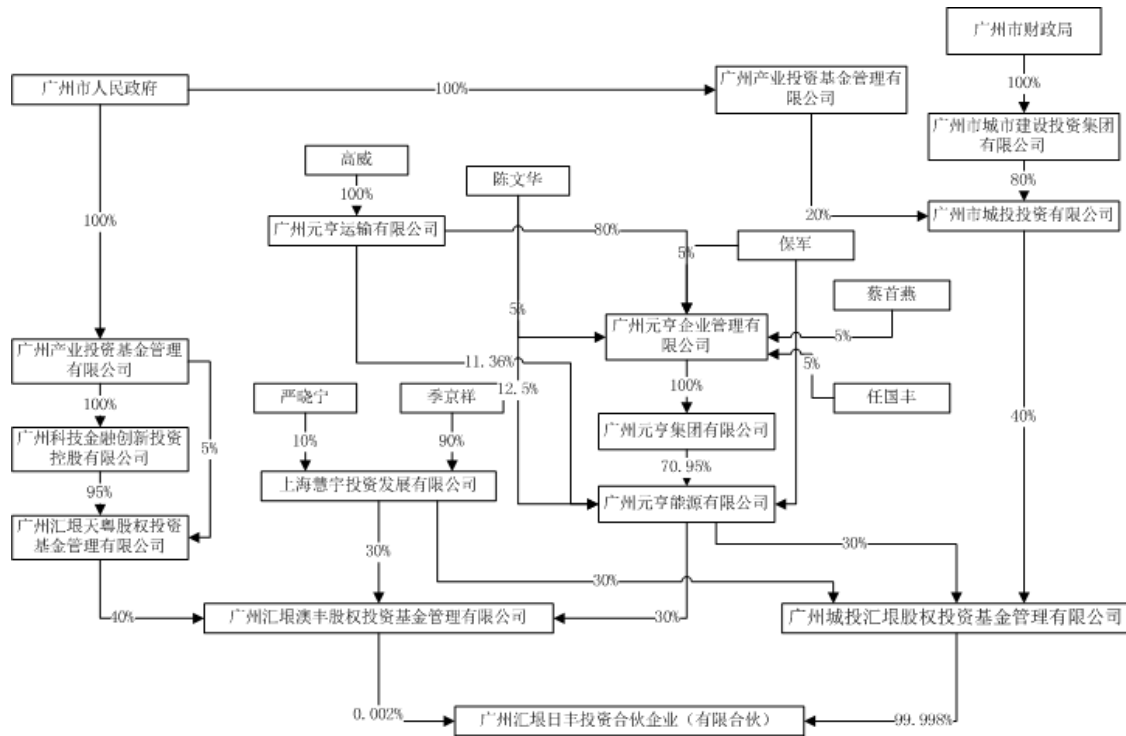 广州市财政局
广州市人民政府
100%
广州产业投资基金管理有
限公司
100%
广州市城市建设投资集团
有限公司
高威
陈文华
100%
80%
100%
广州元亨运输有限公司
80%
20%
广州市城投投资有限公司
保军
5%
蔡首燕
5%
广州元亨企业管理有
限公司
5%
广州产业投资基金管理
有限公司
11.36%
5%
100%
12.5%
100%
任国丰
严晓宁
季京祥
40%
广州科技金融创新投资
控股有限公司
5%
10%
90%
广州元亨集团有限公司
70.95%
95%
上海慧宇投资发展有限公司
广州元亨能源有限公司
广州汇垠天粤股权投资
基金管理有限公司
30%
30%
30%
40%
广州汇垠澳丰股权投资基金管理有限公司
30%
广州城投汇垠股权投资基金管理有限公司
0.002%
广州汇垠日丰投资合伙企业（有限合伙）
99.998%